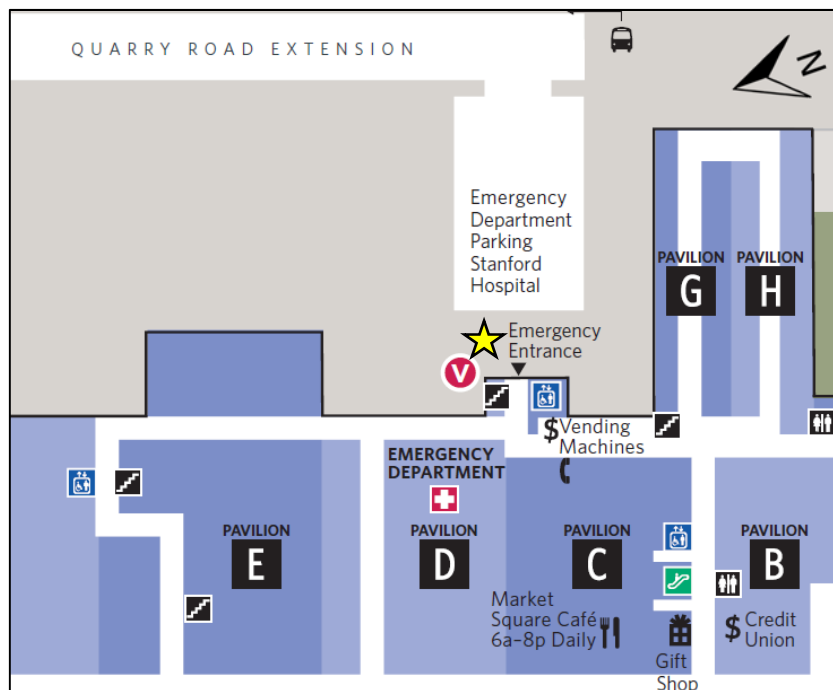 QUARRY ROAD EXTENSION
N
Emergency
Department
Parking
Stanford
Hospital
PAVILION
G
PAVILION
H
Emergency
Entrance
V
$ Vending
Machines
EMERGENCY
DEPARTMENT
PAVILION
E
PAVILION
D
PAVILION
C
PAVILION
B
Market
Square Café
6a–8p Daily
Gift
Shop
$ Credit
Union